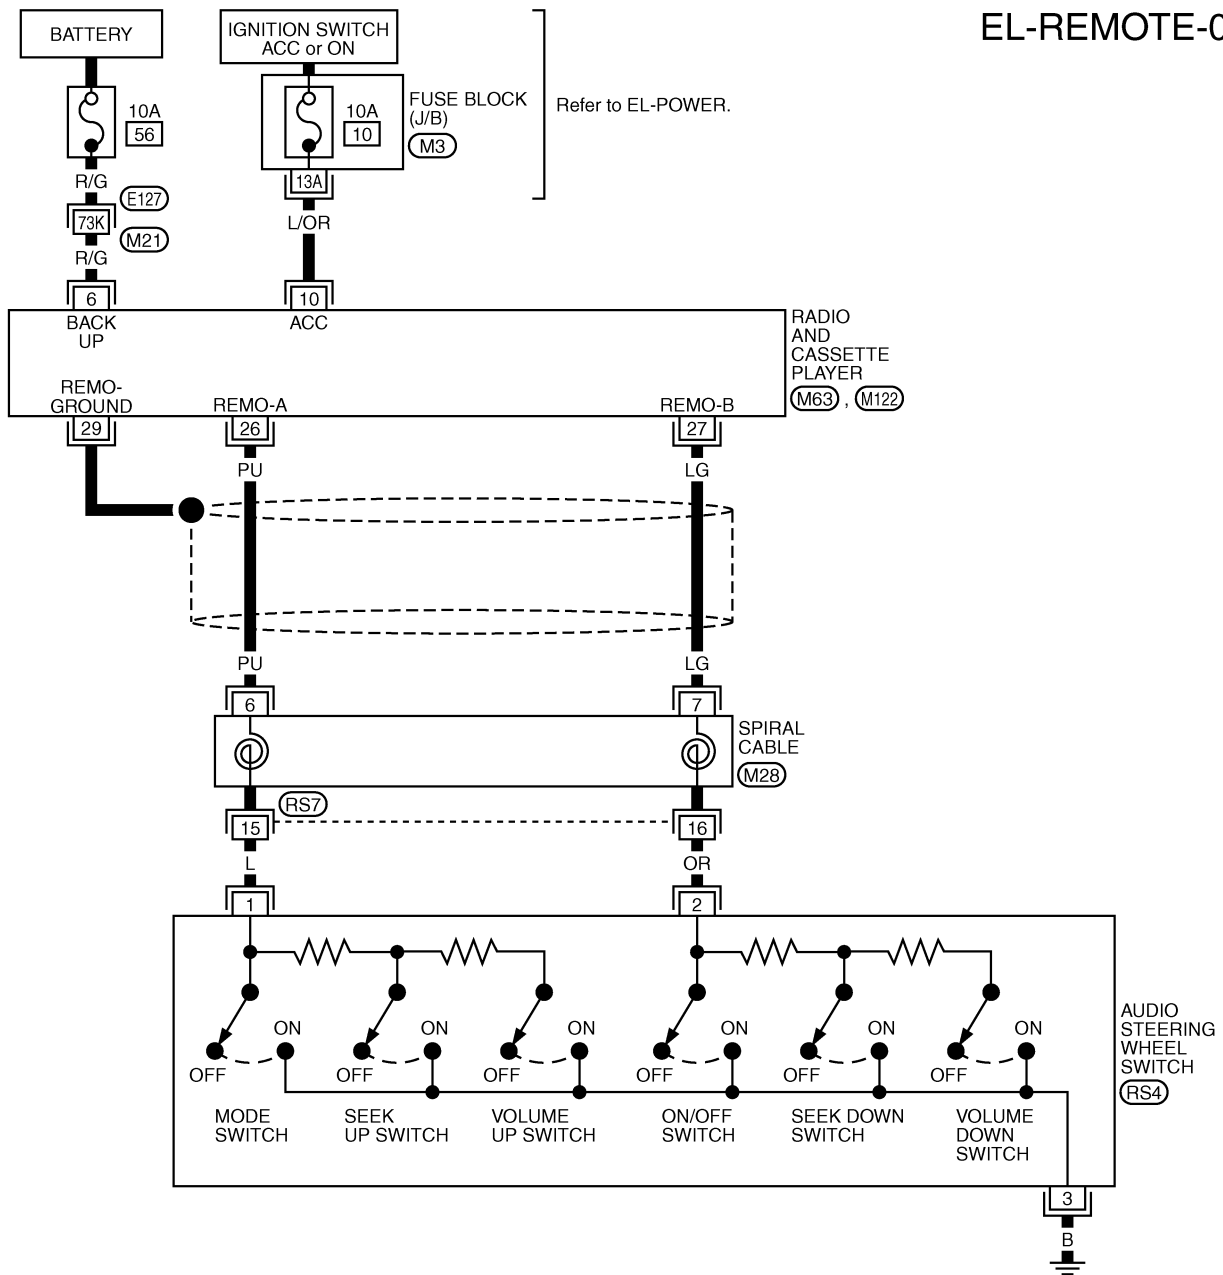 EL-REMOTE-0
BATTERY
IGNITION SWITCH
ACC or ON
10A
56
10A
10
FUSE BLOCK
(J/B)
M3
Refer to EL-POWER.
R/G
13A
E127
73K
L/OR
M21
R/G
6
10
BACK
UP
ACC
RADIO
AND
CASSETTE
PLAYER
M63 , M122
REMO-
GROUND
REMO-A
REMO-B
29
26
27
PU
LG
PU
LG
6
7
SPIRAL
CABLE
M28
RS7
15
16
L
OR
1
2
ON
ON
ON
ON
ON
ON
OFF
OFF
OFF
OFF
OFF
OFF
AUDIO
STEERING
WHEEL
SWITCH
RS4
MODE
SWITCH
SEEK
UP SWITCH
VOLUME
UP SWITCH
ON/OFF
SWITCH
SEEK DOWN
SWITCH
VOLUME
DOWN
SWITCH
3
B